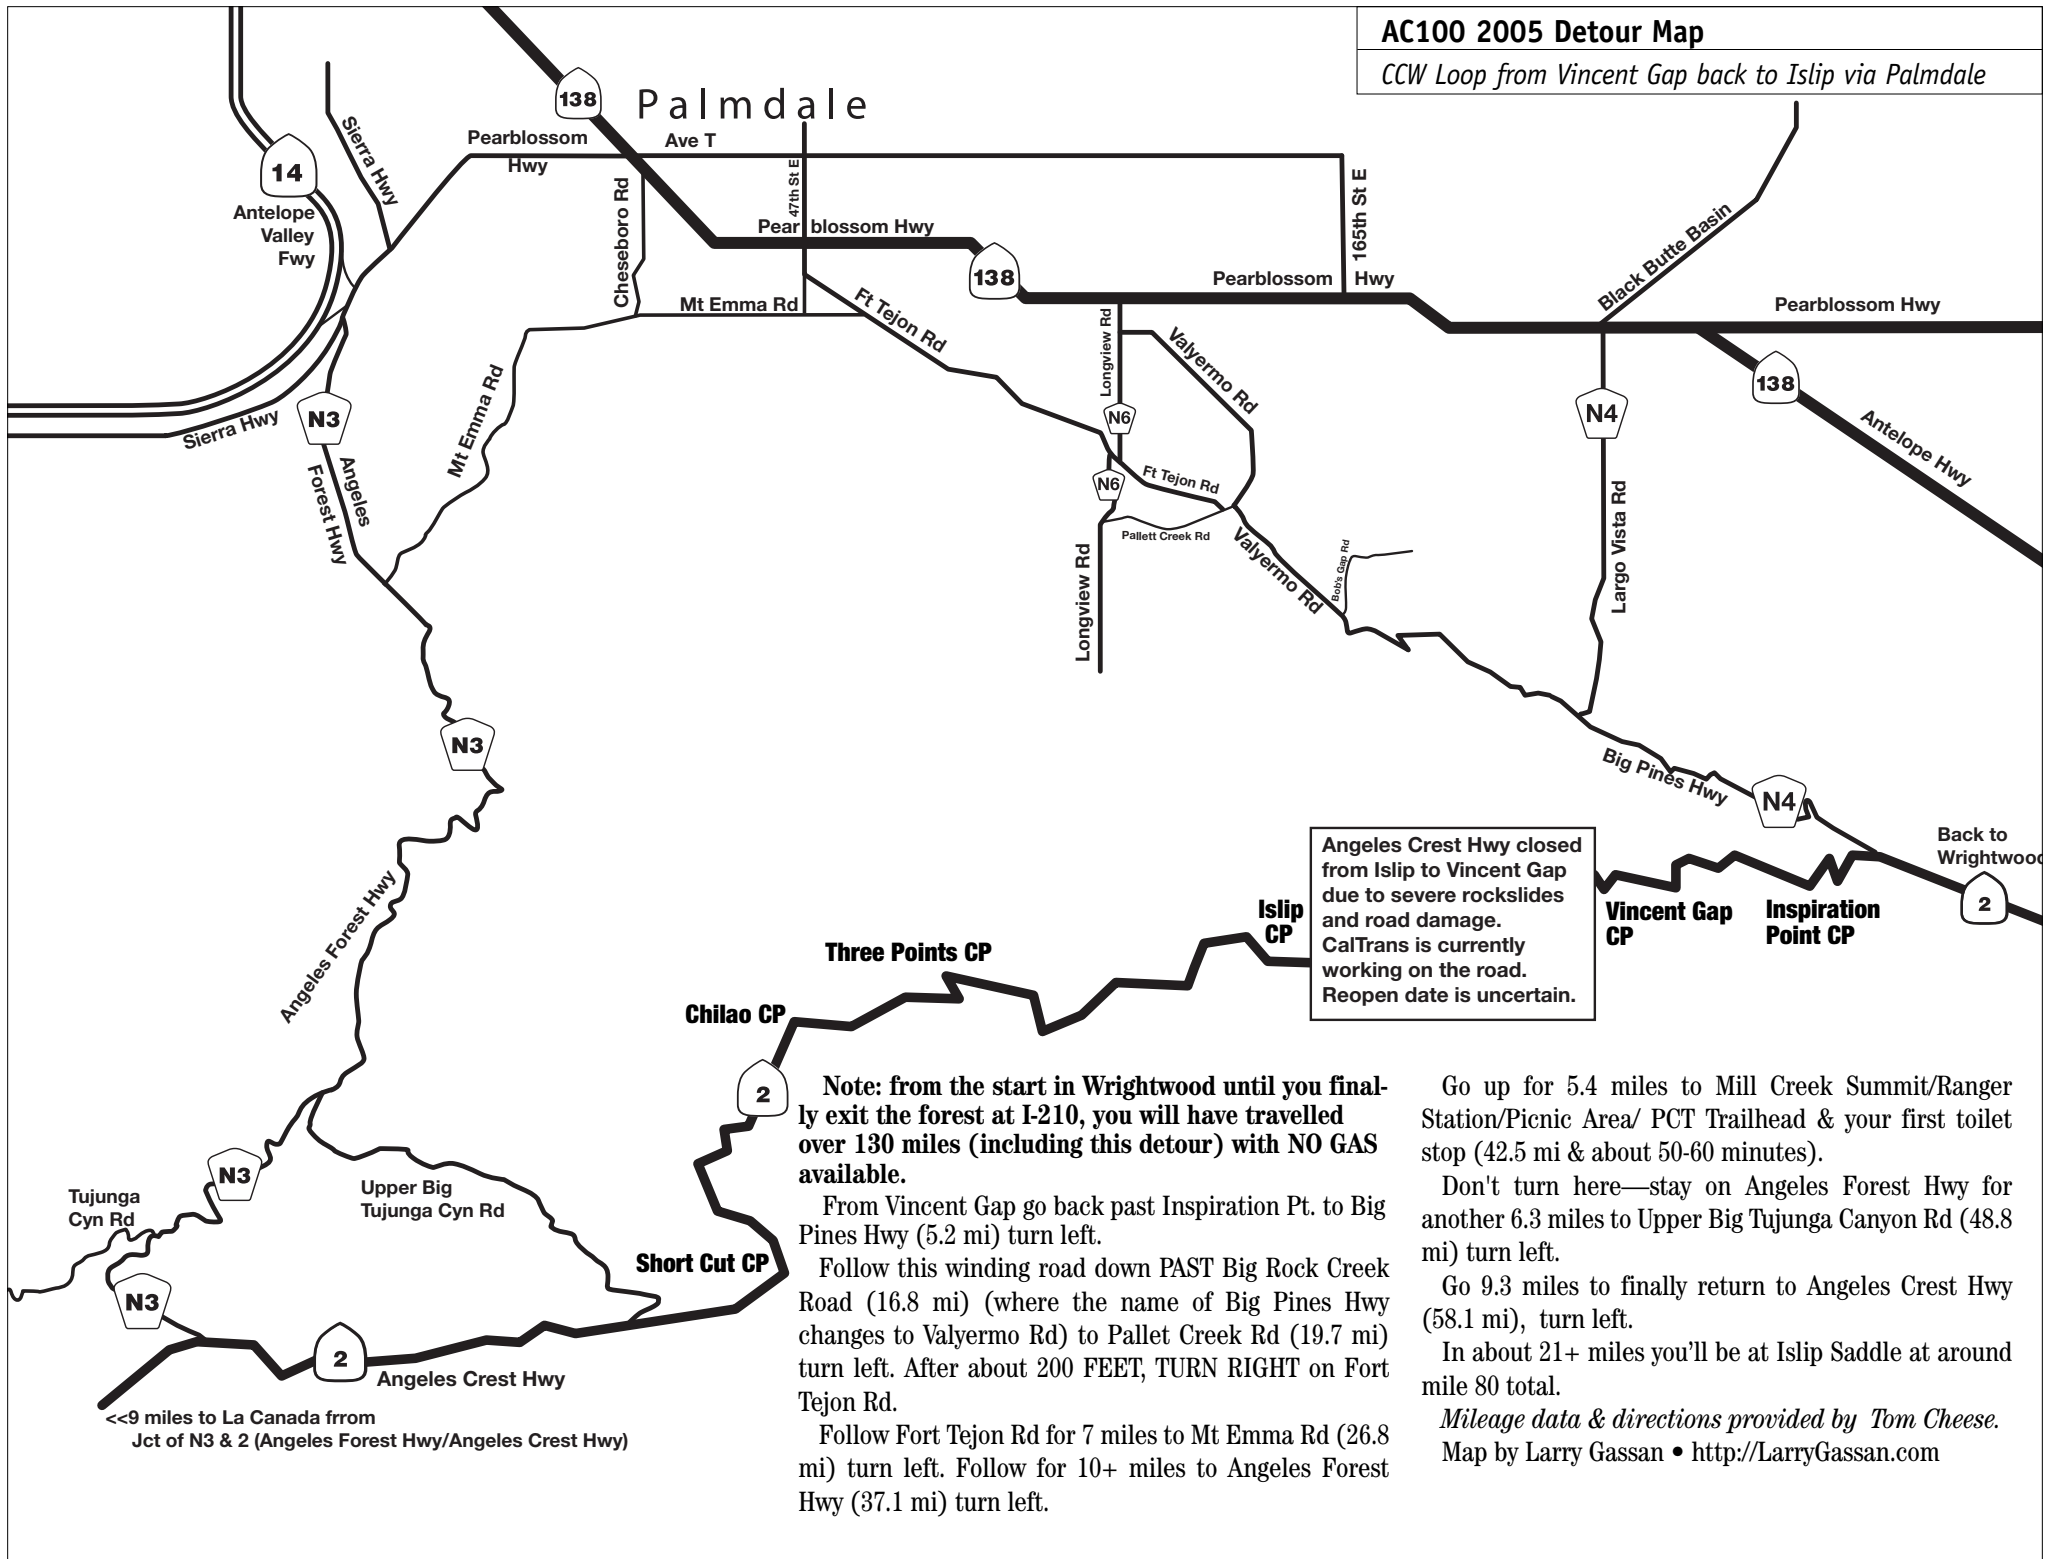 AC100 2005 Detour Map
CCW Loop from Vincent Gap back to Islip via Palmdale
138
Palmdale
Sierra Hwy
Pearblossom
Hwy
Ave T
14
Antelope
Valley
Fwy
Cheseboro Rd
47th St E
165th St E
Black Butte Basin
Pear blossom Hwy
138
Pearblossom Hwy
Pearblossom Hwy
Mt Emma Rd
Ft Tejon Rd
Longview Rd
Valyermo Rd
138
Antelope Hwy
Sierra Hwy
N3
Angeles
Forest Hwy
Mt Emma Rd
N6
N6
Ft Tejon Rd
Pallett Creek Rd
N4
Largo Vista Rd
Longview Rd
Valyermo Rd
Bob's Gap Rd
N3
Big Pines Hwy
N4
Back to
Wrightwood
2
Angeles Crest Hwy closed
from Islip to Vincent Gap
due to severe rockslides
and road damage.
CalTrans is currently
working on the road.
Reopen date is uncertain.
Islip
CP
Vincent Gap
CP
Inspiration
Point CP
Three Points CP
Chilao CP
2
Angeles Forest Hwy
N3
Tujunga
Cyn Rd
Upper Big
Tujunga Cyn Rd
Short Cut CP
N3
2
Angeles Crest Hwy
<<9 miles to La Canada frrom
Jct of N3 & 2 (Angeles Forest Hwy/Angeles Crest Hwy)
Note: from the start in Wrightwood until you final-
ly exit the forest at I-210, you will have travelled
over 130 miles (including this detour) with NO GAS
available.
From Vincent Gap go back past Inspiration Pt. to Big
Pines Hwy (5.2 mi) turn left.
Follow this winding road down PAST Big Rock Creek
Road (16.8 mi) (where the name of Big Pines Hwy
changes to Valyermo Rd) to Pallet Creek Rd (19.7 mi)
turn left. After about 200 FEET, TURN RIGHT on Fort
Tejon Rd.
Follow Fort Tejon Rd for 7 miles to Mt Emma Rd (26.8
mi) turn left. Follow for 10+ miles to Angeles Forest
Hwy (37.1 mi) turn left.
Go up for 5.4 miles to Mill Creek Summit/Ranger
Station/Picnic Area/ PCT Trailhead & your first toilet
stop (42.5 mi & about 50-60 minutes).
Don't turn here—stay on Angeles Forest Hwy for
another 6.3 miles to Upper Big Tujunga Canyon Rd (48.8
mi) turn left.
Go 9.3 miles to finally return to Angeles Crest Hwy
(58.1 mi), turn left.
In about 21+ miles you’ll be at Islip Saddle at around
mile 80 total.
Mileage data & directions provided by Tom Cheese.
Map by Larry Gassan • http://LarryGassan.com